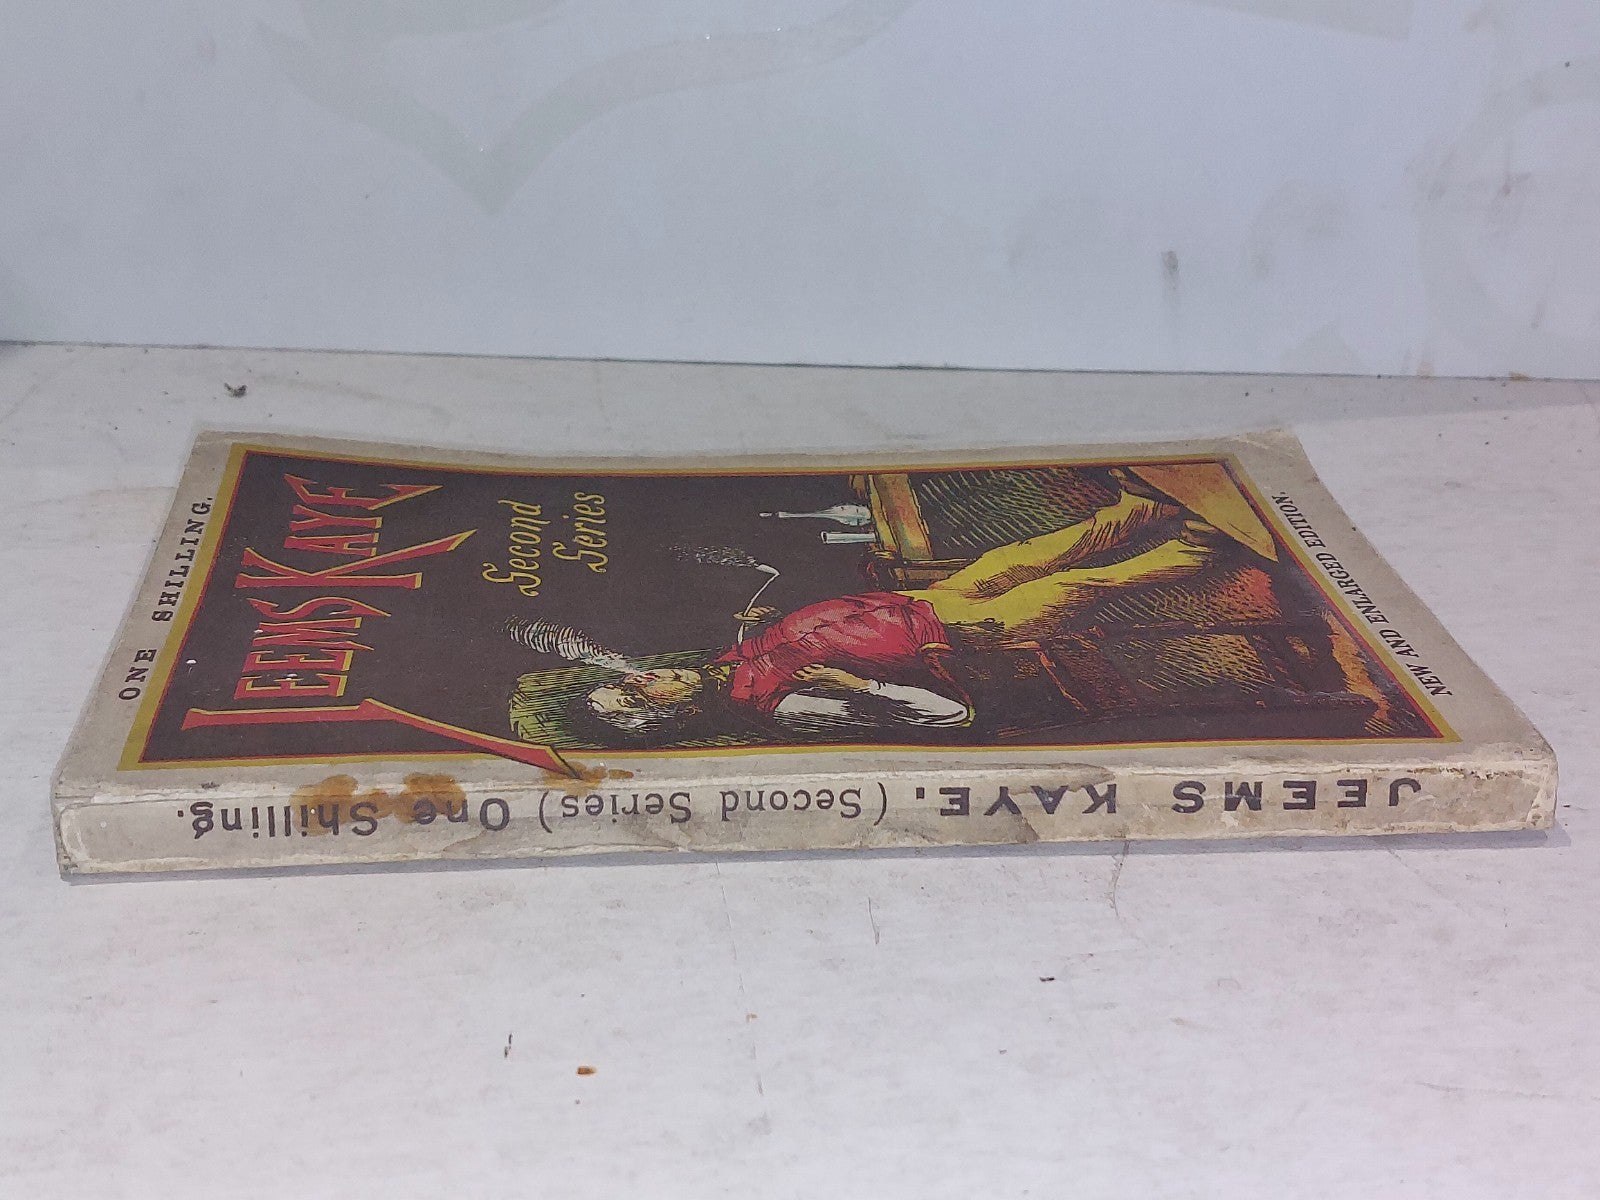 ONE SHILLING.
JEEMS KAYE
Second
Series
NEW AND ENLARGED EDITION.
JEEMS KAYE. (Second Series) One Shilling.